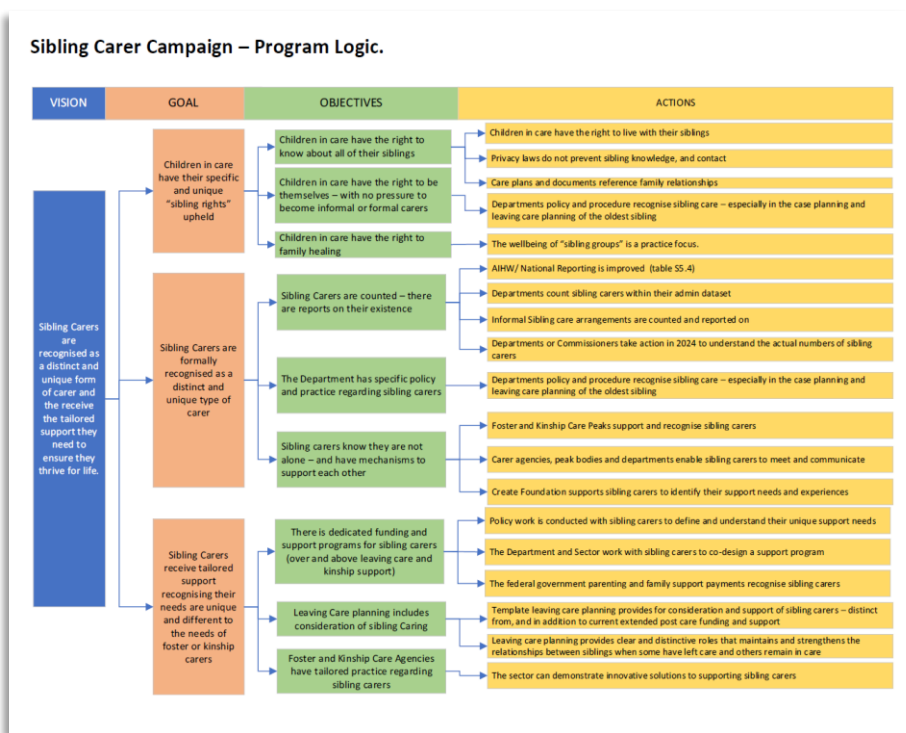 Sibling Carer Campaign – Program Logic.
VISION
GOAL
OBJECTIVES
ACTIONS
Sibling Carers
are
recognised as
a distinct and
unique form
of carer and
the receive
the tailored
support they
need to
ensure they
thrive for life.
Children in care
have their specific
and unique
"sibling rights"
upheld
Children in care have the right to
know about all of their siblings
Children in care have the right to live with their siblings
Privacy laws do not prevent sibling knowledge, and contact
Care plans and documents reference family relationships
Children in care have the right to be
themselves – with no pressure to
become informal or formal carers
Departments policy and procedure recognise sibling care – especially in the case planning and
leaving care planning of the oldest sibling
Children in care have the right to
family healing
The wellbeing of "sibling groups" is a practice focus.
Sibling Carers are
formally
recognised as a
distinct and
unique type of
carer
Sibling Carers are counted – there
are reports on their existence
AIHW/ National Reporting is improved (table S5.4)
Departments count sibling carers within their admin dataset
Informal Sibling care arrangements are counted and reported on
Departments or Commissioners take action in 2024 to understand the actual numbers of sibling
carers
The Department has specific policy
and practice regarding sibling carers
Departments policy and procedure recognise sibling care – especially in the case planning and
leaving care planning of the oldest sibling
Sibling carers know they are not
alone – and have mechanisms to
support each other
Foster and Kinship Care Peaks support and recognise sibling carers
Carer agencies, peak bodies and departments enable sibling carers to meet and communicate
Create Foundation supports sibling carers to identify their support needs and experiences
Sibling Carers
receive tailored
support
recognising their
needs are unique
and different to
the needs of
foster or kinship
carers
There is dedicated funding and
support programs for sibling carers
(over and above leaving care and
kinship support)
Policy work is conducted with sibling carers to define and understand their unique support needs
The Department and Sector work with sibling carers to co-design a support program
The federal government parenting and family support payments recognise sibling carers
Leaving Care planning includes
consideration of sibling Caring
Template leaving care planning provides for consideration and support of sibling carers – distinct
from, and in addition to current extended post care funding and support
Leaving care planning provides clear and distinctive roles that maintains and strengthens the
relationships between siblings when some have left care and others remain in care
Foster and Kinship Care Agencies
have tailored practice regarding
sibling carers
The sector can demonstrate innovative solutions to supporting sibling carers